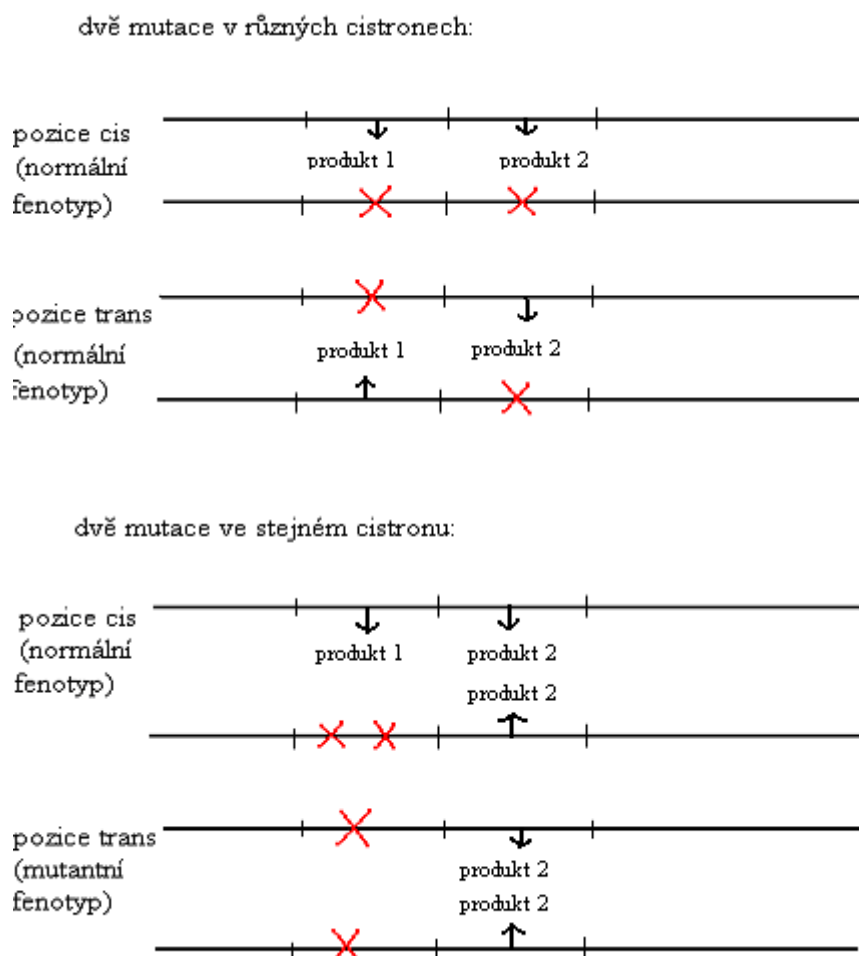 dvě mutace v různých cistronech:
pozice cis
(normální
fenotyp)
produkt 1 produkt 2
pozice trans
(normální
fenotyp)
produkt 1 produkt 2
dvě mutace ve stejném cistronu:
pozice cis
(normální
fenotyp)
produkt 1 produkt 2
produkt 2
pozice trans
(mutantní
fenotyp)
produkt 2
produkt 2